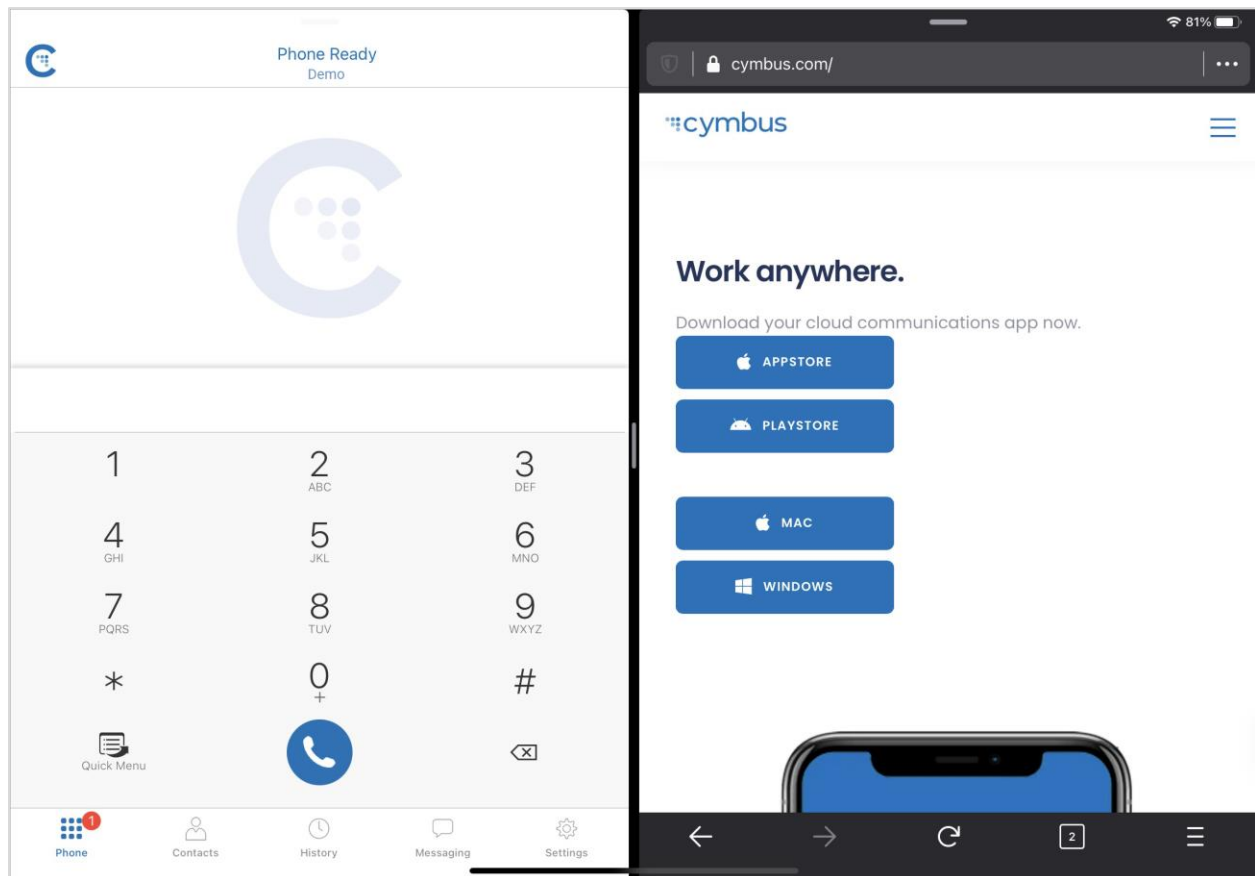 Phone Ready
Demo
1
2
ABC
3
DEF
4
GHI
5
JKL
6
MNO
7
PQRS
8
TUV
9
WXYZ
*
0
+
#
Quick Menu
1
Phone
Contacts
History
Messaging
Settings
81%
cymbus.com/
cymbus
Work anywhere.
Download your cloud communications app now.
APPSTORE
PLAYSTORE
MAC
WINDOWS
2